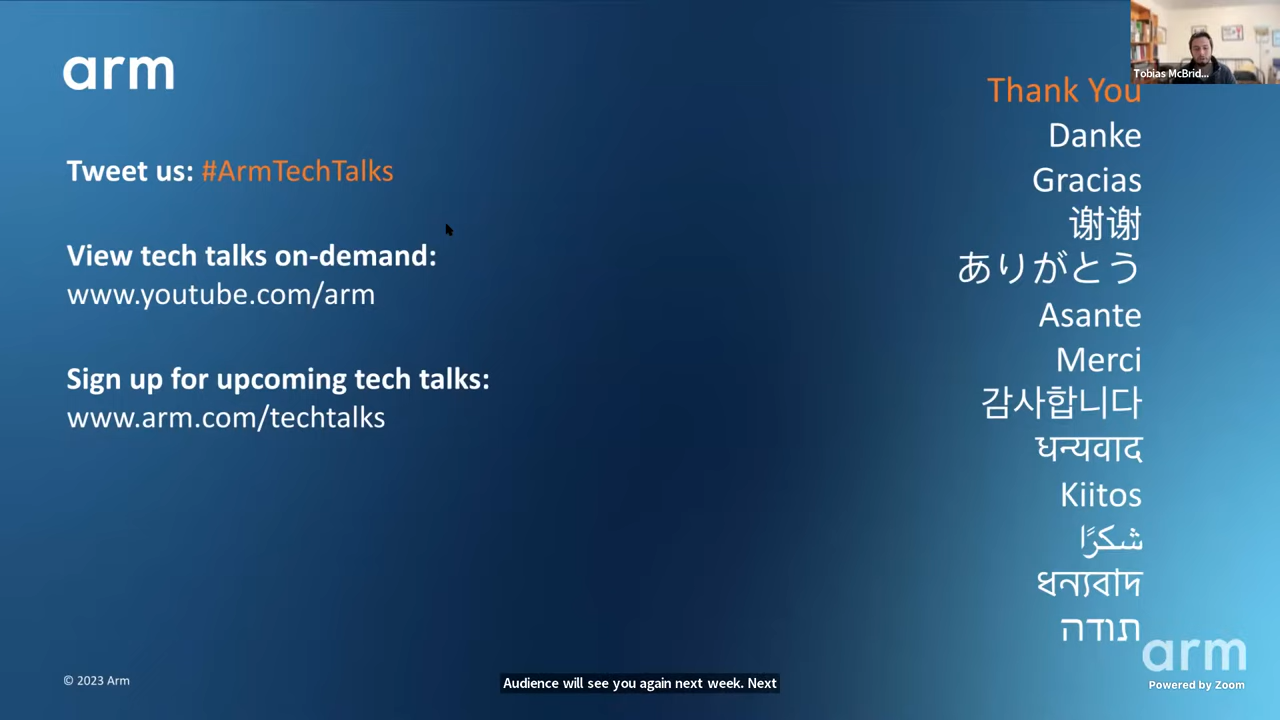 arm
Tweet us: #ArmTechTalks
View tech talks on-demand:
www.youtube.com/arm
Sign up for upcoming tech talks:
www.arm.com/techtalks
© 2023 Arm
Tobias McBrid...
Thank You
Danke
Gracias
谢谢
ありがとう
Asante
Merci
감사합니다
धन्यवाद
Kiitos
شكرًا
ধন্যবাদ
תודה
arm
Powered by Zoom
Audience will see you again next week. Next